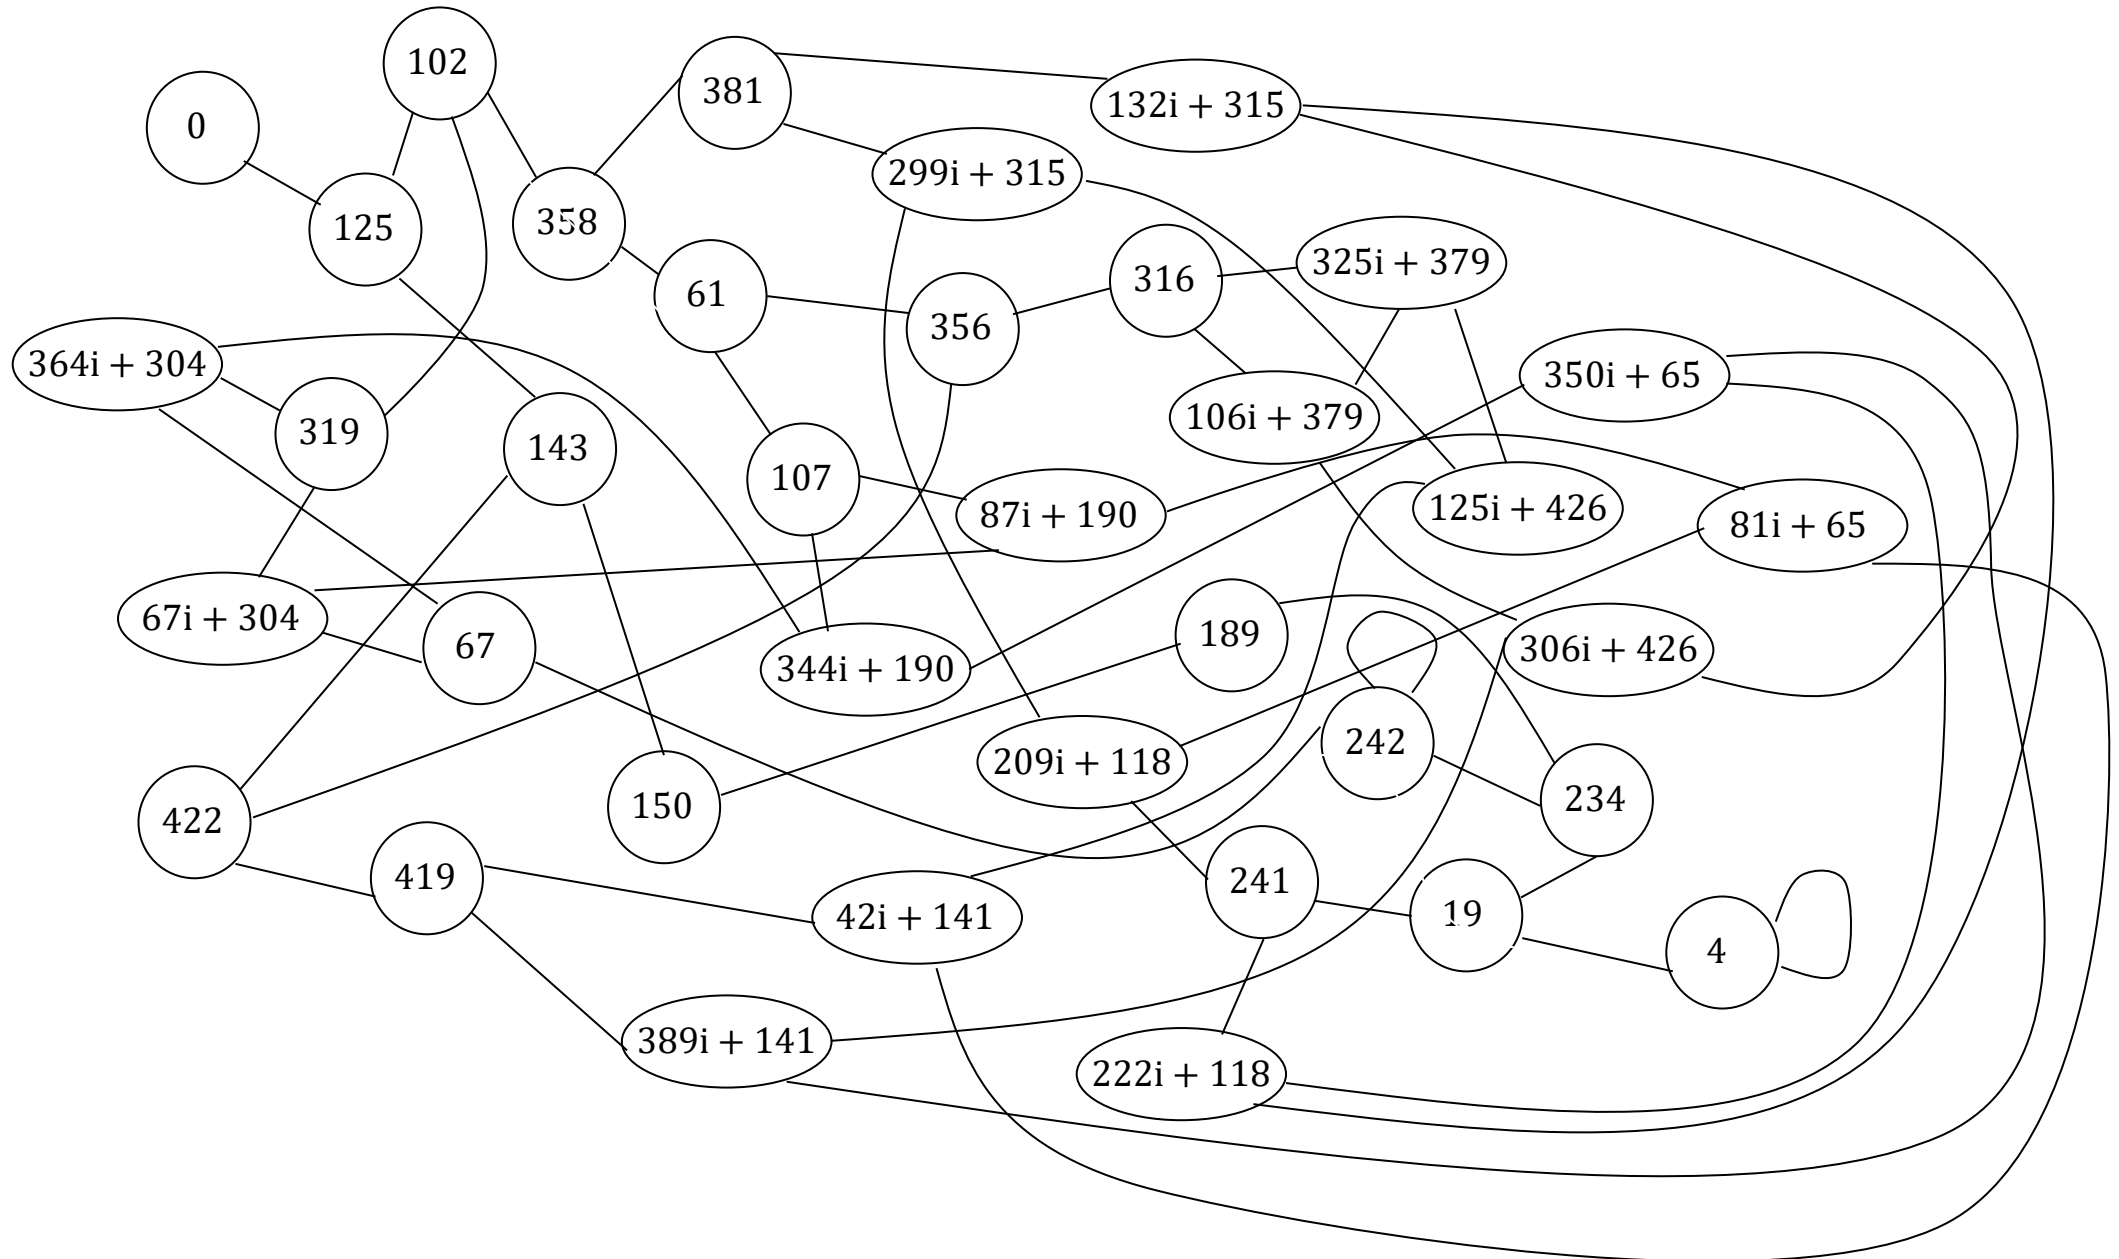 102
381
132i + 315
0
299i + 315
125
358
325i + 379
316
61
356
364i + 304
350i + 65
106i + 379
319
143
107
87i + 190
125i + 426
81i + 65
67i + 304
67
189
306i + 426
344i + 190
242
209i + 118
234
150
422
419
241
42i + 141
19
4
389i + 141
222i + 118